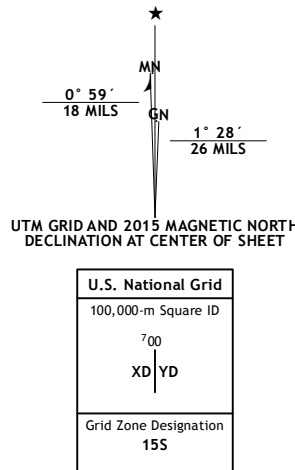 MN
0° 59´
18 MILS
GN
1° 28´
26 MILS
UTM GRID AND 2015 MAGNETIC NORTH
DECLINATION AT CENTER OF SHEET
U.S. National Grid
100,000-m Square ID
⁷00
XD YD
Grid Zone Designation
15S